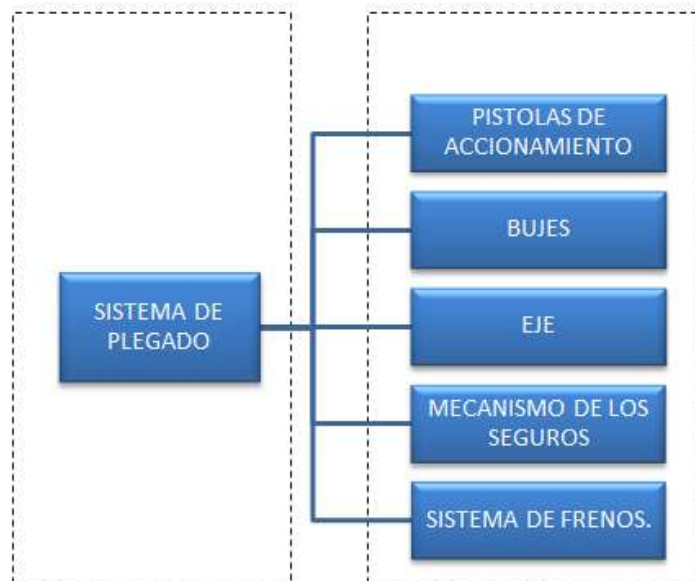 SISTEMA DE
PLEGADO
PISTOLAS DE
ACCIONAMIENTO
BUJES
EJE
MECANISMO DE LOS
SEGUROS
SISTEMA DE FRENOS.